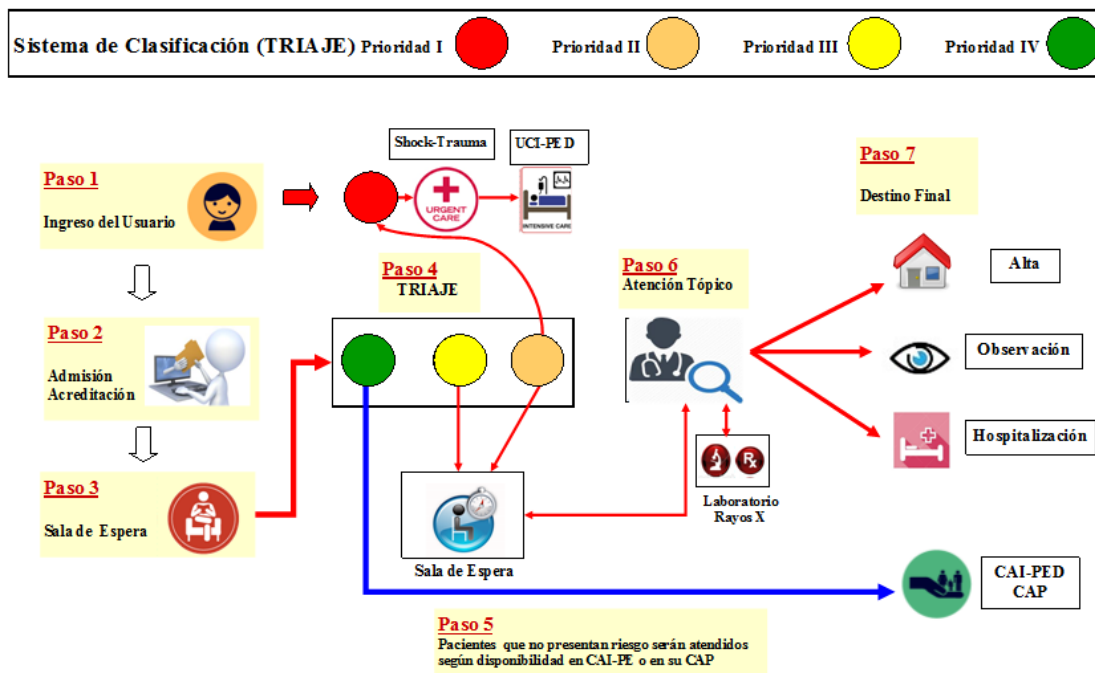 Sistema de Clasificación (TRIAJE) Prioridad I Prioridad II Prioridad III Prioridad IV
Shock-Trauma
UCI-PED
Paso 1
Ingreso del Usuario
URGENT
CARE
INTENSIVE CARE
Paso 7
Destino Final
Paso 4
TRIAJE
Paso 6
Atención Tópico
Alta
Paso 2
Admisión
Acreditación
Observación
Hospitalización
Paso 3
Sala de Espera
Rx
Laboratorio
Rayos X
Sala de Espera
CAI-PED
CAP
Paso 5
Pacientes que no presentan riesgo serán atendidos
según disponibilidad en CAI-PE o en su CAP